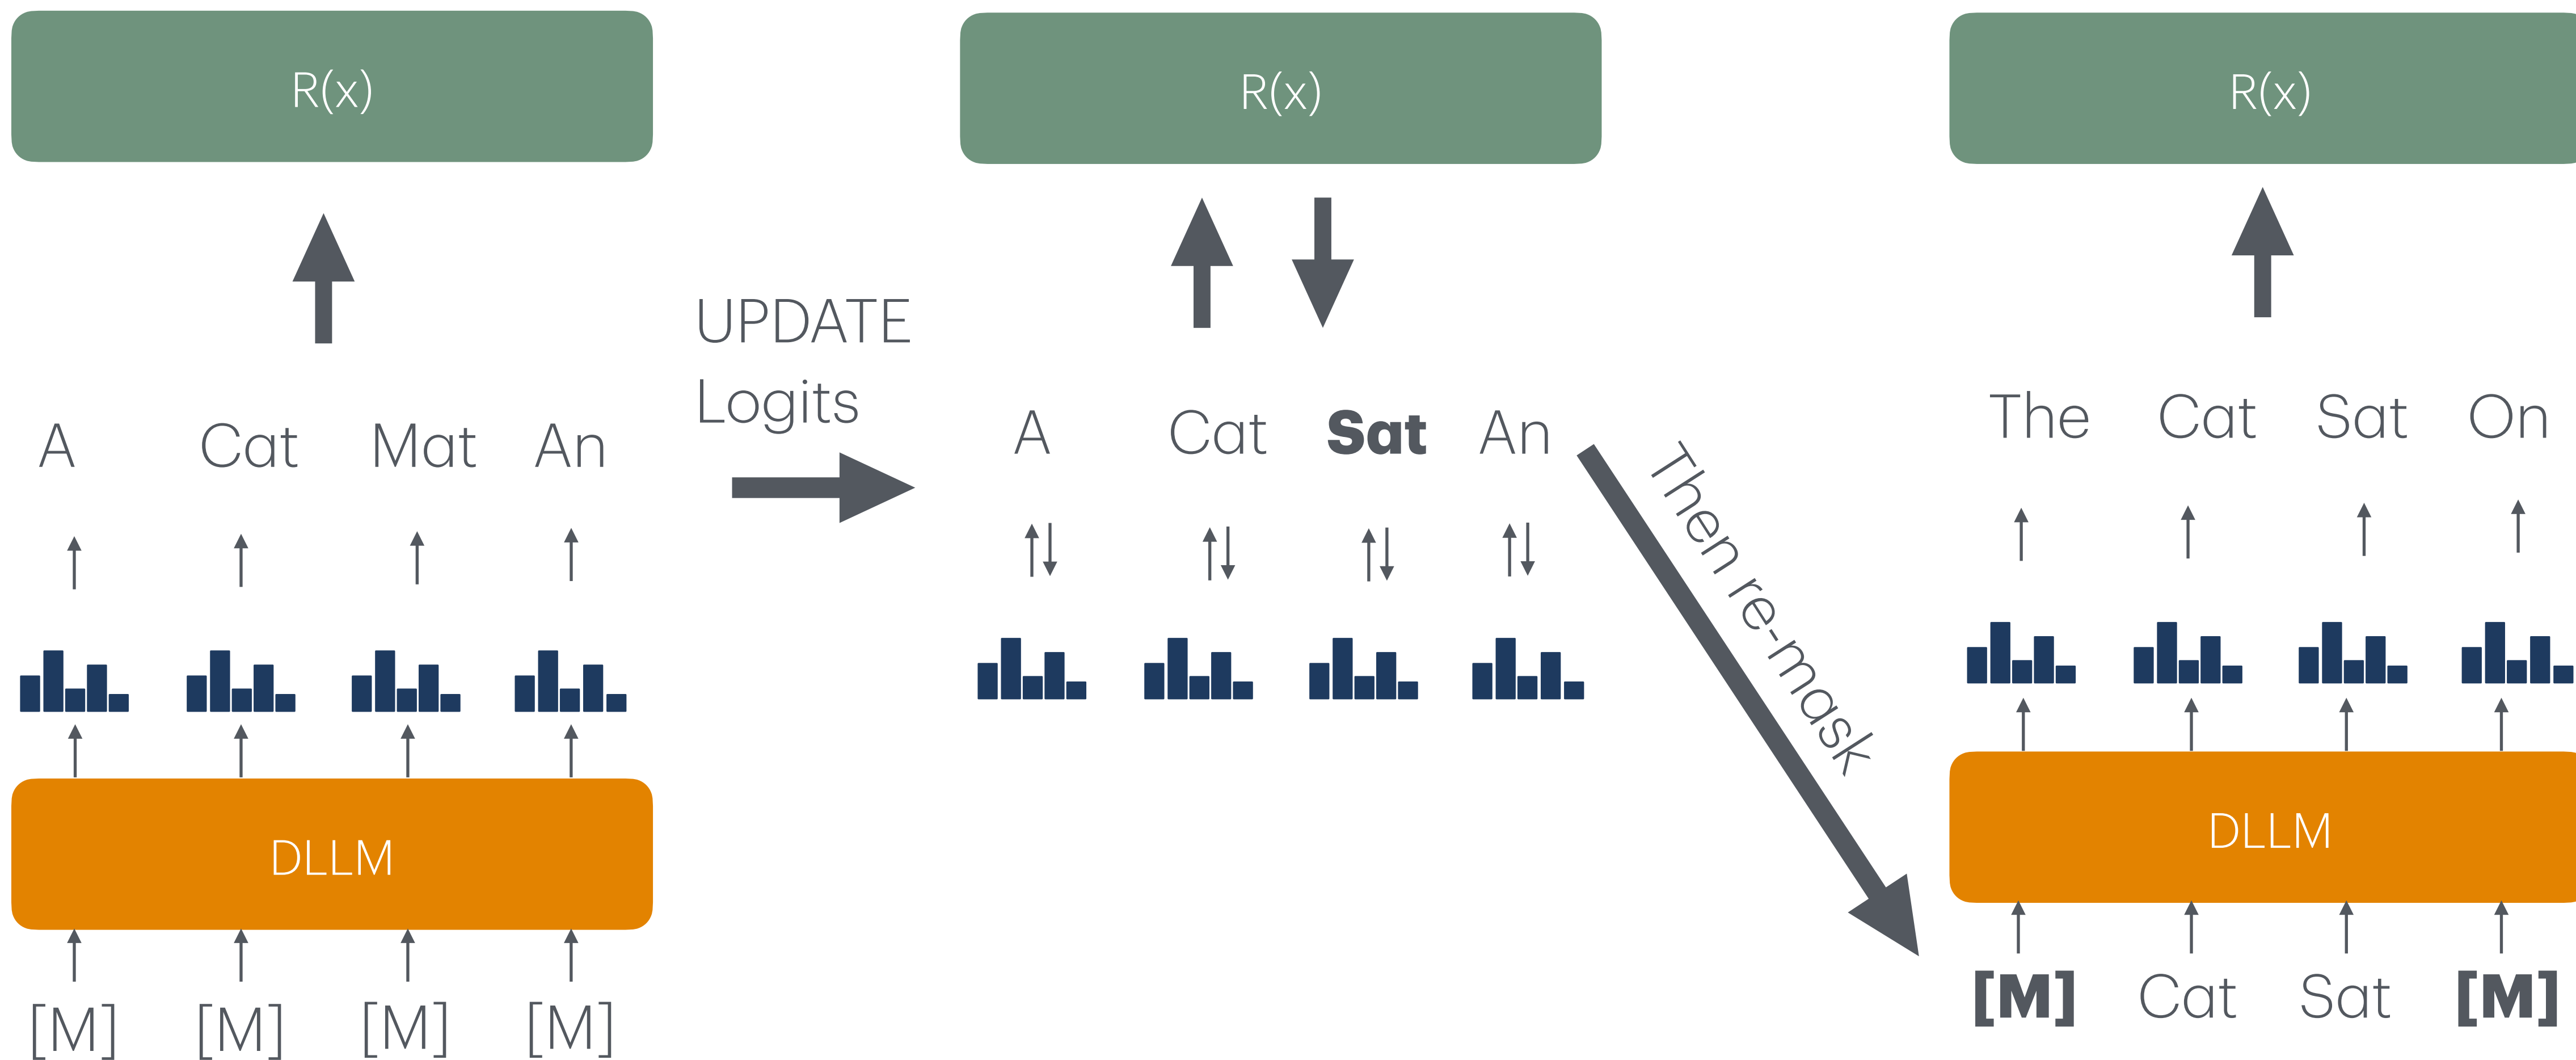 R(x)
A Cat Mat An
DLLM
[M] [M] [M] [M]
UPDATE
Logits
R(x)
A Cat Sat An
Then re-mask
R(x)
The Cat Sat On
DLLM
[M] Cat Sat [M]